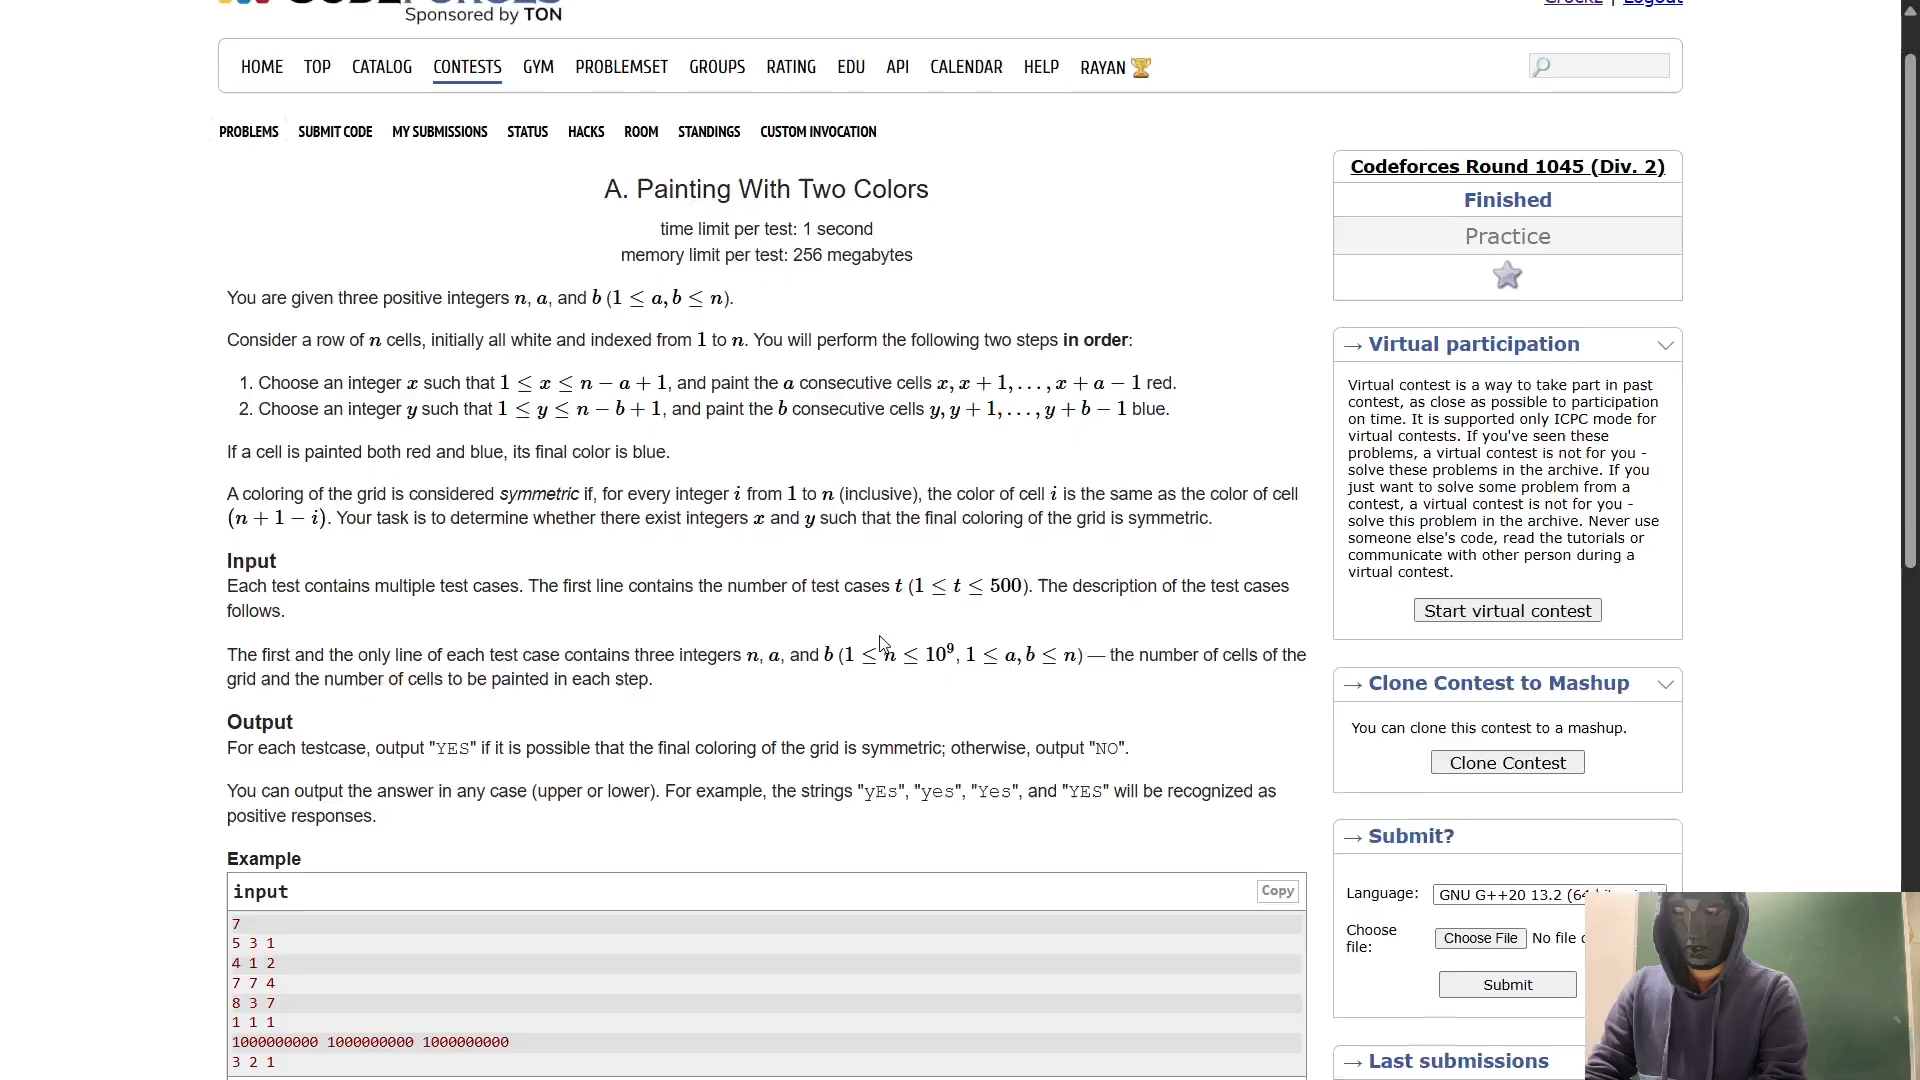 Sponsored by TON
HOME TOP CATALOG CONTESTS GYM PROBLEMSET GROUPS RATING EDU API CALENDAR HELP RAYAN
PROBLEMS SUBMIT CODE MY SUBMISSIONS STATUS HACKS ROOM STANDINGS CUSTOM INVOCATION
A. Painting With Two Colors
time limit per test: 1 second
memory limit per test: 256 megabytes
You are given three positive integers n, a, and b (1 ≤ a, b ≤ n).
Consider a row of n cells, initially all white and indexed from 1 to n. You will perform the following two steps in order:
1. Choose an integer x such that 1 ≤ x ≤ n − a + 1, and paint the a consecutive cells x, x + 1, . . . , x + a − 1 red.
2. Choose an integer y such that 1 ≤ y ≤ n − b + 1, and paint the b consecutive cells y, y + 1, . . . , y + b − 1 blue.
If a cell is painted both red and blue, its final color is blue.
A coloring of the grid is considered symmetric if, for every integer i from 1 to n (inclusive), the color of cell i is the same as the color of cell
(n + 1 − i). Your task is to determine whether there exist integers x and y such that the final coloring of the grid is symmetric.
Input
Each test contains multiple test cases. The first line contains the number of test cases t (1 ≤ t ≤ 500). The description of the test cases
follows.
The first and the only line of each test case contains three integers n, a, and b (1 ≤ n ≤ 10⁹, 1 ≤ a, b ≤ n) — the number of cells of the
grid and the number of cells to be painted in each step.
Output
For each testcase, output "YES" if it is possible that the final coloring of the grid is symmetric; otherwise, output "NO".
You can output the answer in any case (upper or lower). For example, the strings "yEs", "yes", "Yes", and "YES" will be recognized as
positive responses.
Example
input
Copy
7
5 3 1
4 1 2
7 7 4
8 3 7
1 1 1
1000000000 1000000000 1000000000
3 2 1
Codeforces Round 1045 (Div. 2)
Finished
Practice
→ Virtual participation
Virtual contest is a way to take part in past
contest, as close as possible to participation
on time. It is supported only ICPC mode for
virtual contests. If you've seen these
problems, a virtual contest is not for you -
solve these problems in the archive. If you
just want to solve some problem from a
contest, a virtual contest is not for you -
solve this problem in the archive. Never use
someone else's code, read the tutorials or
communicate with other person during a
virtual contest.
Start virtual contest
→ Clone Contest to Mashup
You can clone this contest to a mashup.
Clone Contest
→ Submit?
Language: GNU G++20 13.2 (64
Choose
file:
Choose File No file
Submit
→ Last submissions